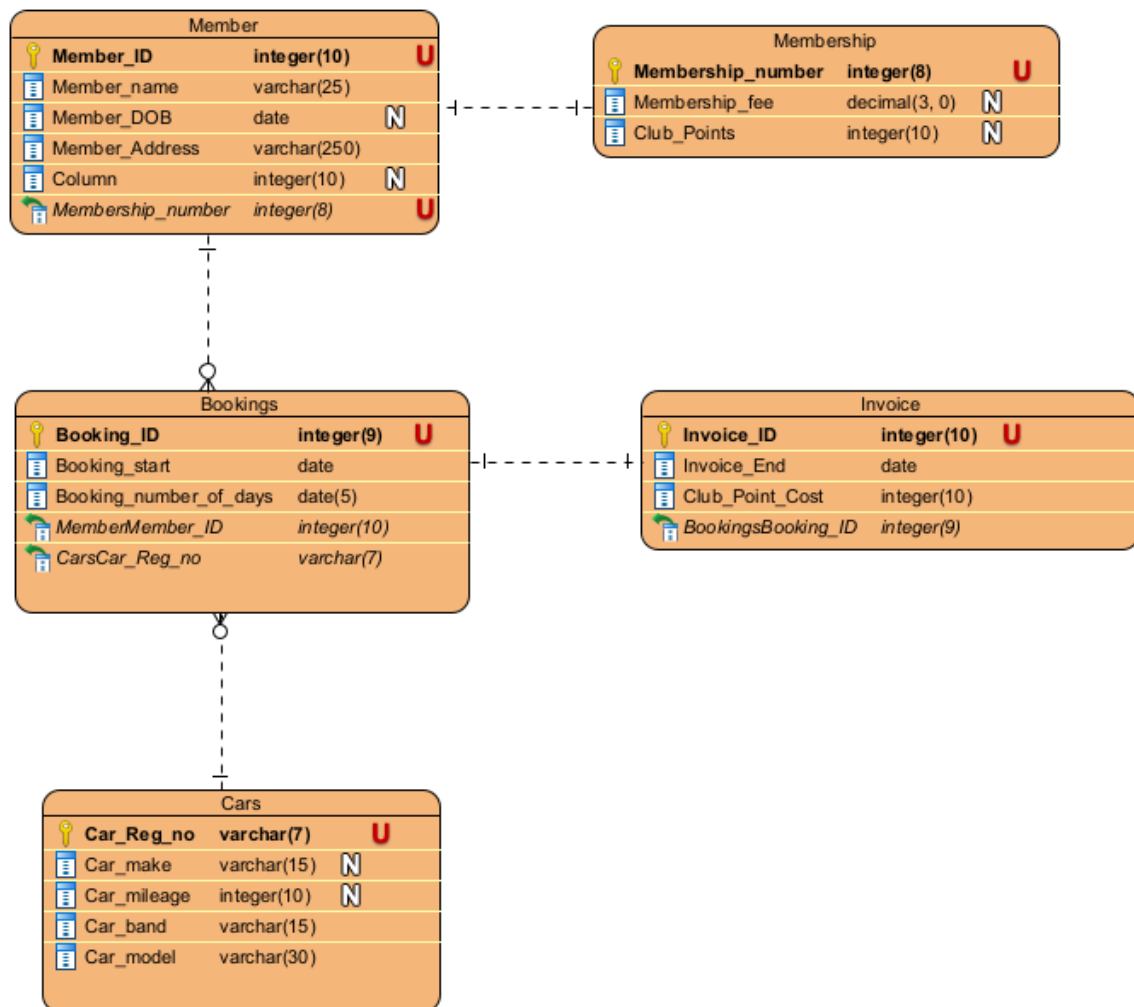 Member
Member_ID integer(10) U
Member_name varchar(25)
Member_DOB date N
Member_Address varchar(250)
Column integer(10) N
Membership_number integer(8) U
Membership
Membership_number integer(8) U
Membership_fee decimal(3, 0) N
Club_Points integer(10) N
Bookings
Booking_ID integer(9) U
Booking_start date
Booking_number_of_days date(5)
MemberMember_ID integer(10)
CarsCar_Reg_no varchar(7)
Invoice
Invoice_ID integer(10) U
Invoice_End date
Club_Point_Cost integer(10)
BookingsBooking_ID integer(9)
Cars
Car_Reg_no varchar(7) U
Car_make varchar(15) N
Car_mileage integer(10) N
Car_band varchar(15)
Car_model varchar(30)